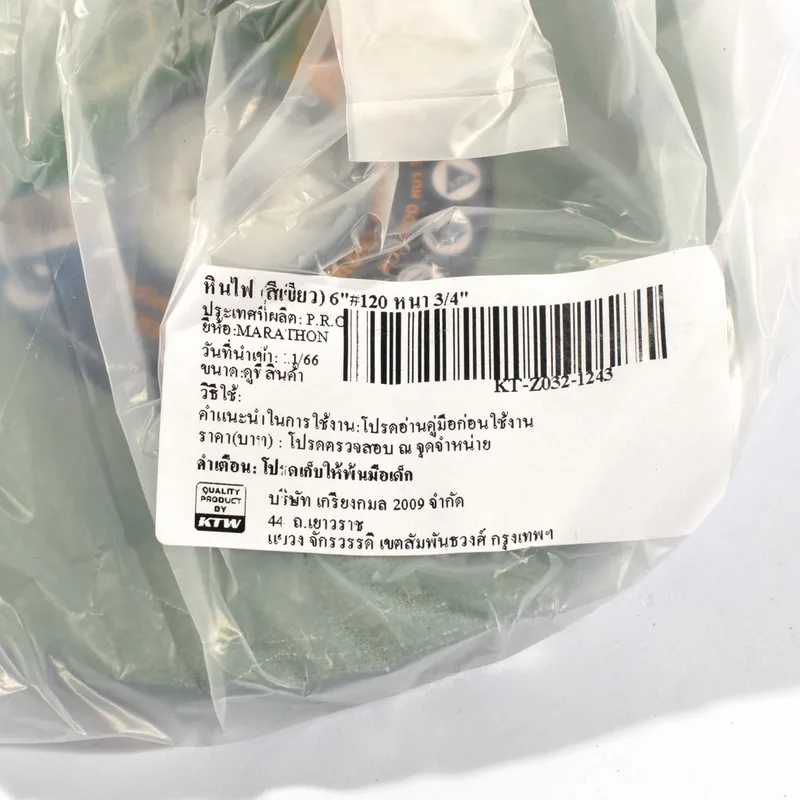 หินไฟ (สีเขียว) 6"#120 หนา 3/4"
ประเทศที่ผลิต: P.R.C
ยี่ห้อ:MARATHON
วันที่นำเข้า: 1/66
ขนาด:ดูที่สินค้า
KT-Z032-1243
วิธีใช้:
คำแนะนำในการใช้งาน:โปรดอ่านคู่มือก่อนใช้งาน
ราคา(บาท) : โปรดตรวจสอบ ณ จุดจำหน่าย
คำเตือน: โปรดเก็บให้พ้นมือเด็ก
QUALITY
PRODUCT
BY
KTW
บริษัท เกรียงกมล 2009 จำกัด
44 ถ.เยาวราช
แขวง จักรวรรดิ เขตสัมพันธวงศ์ กรุงเทพฯ